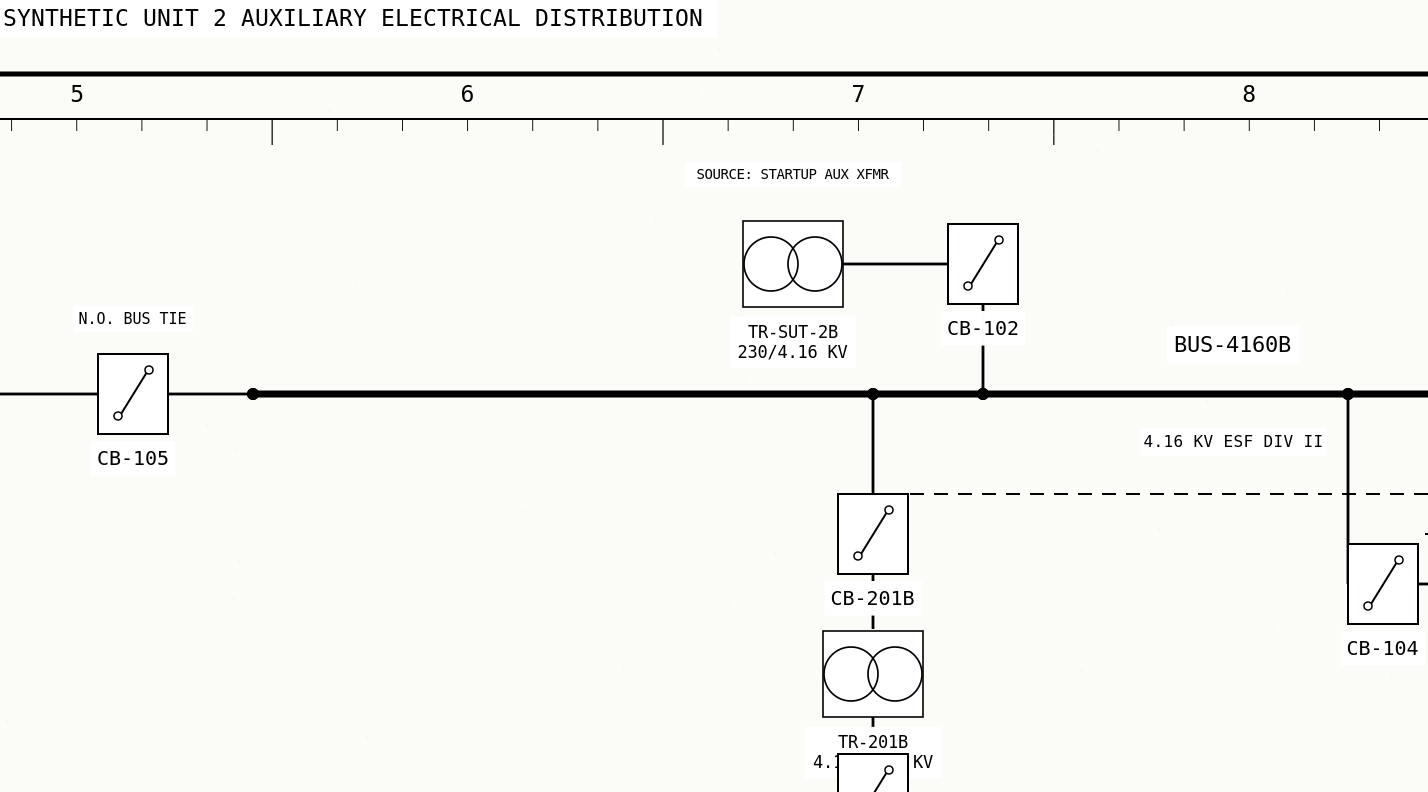 SYNTHETIC UNIT 2 AUXILIARY ELECTRICAL DISTRIBUTION
5 6 7 8
SOURCE: STARTUP AUX XFMR
N.O. BUS TIE
TR-SUT-2B
230/4.16 KV
CB-102
BUS-4160B
CB-105
4.16 KV ESF DIV II
CB-201B
CB-104
TR-201B
KV